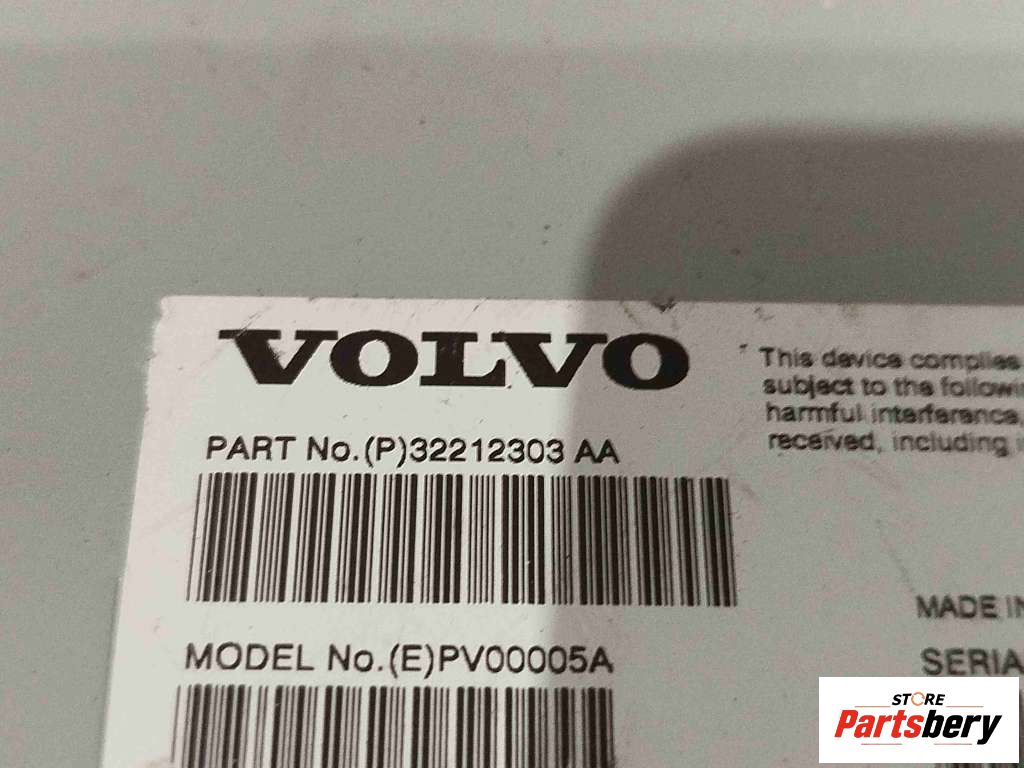 VOLVO
PART No.(P)32212303 AA
MODEL No.(E)PV00005A
This device complies
subject to the followi
harmful interference,
received, including i
MADE IN
SERIA
STORE
Partsbery